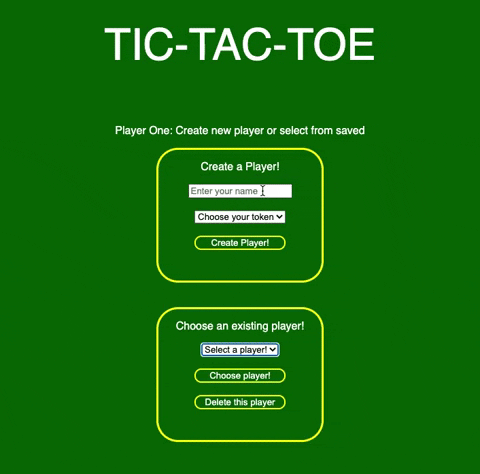 TIC-TAC-TOE
Player One: Create new player or select from saved
Create a Player!
Enter your name
Choose your token
Create Player!
Choose an existing player!
Select a player!
Choose player!
Delete this player